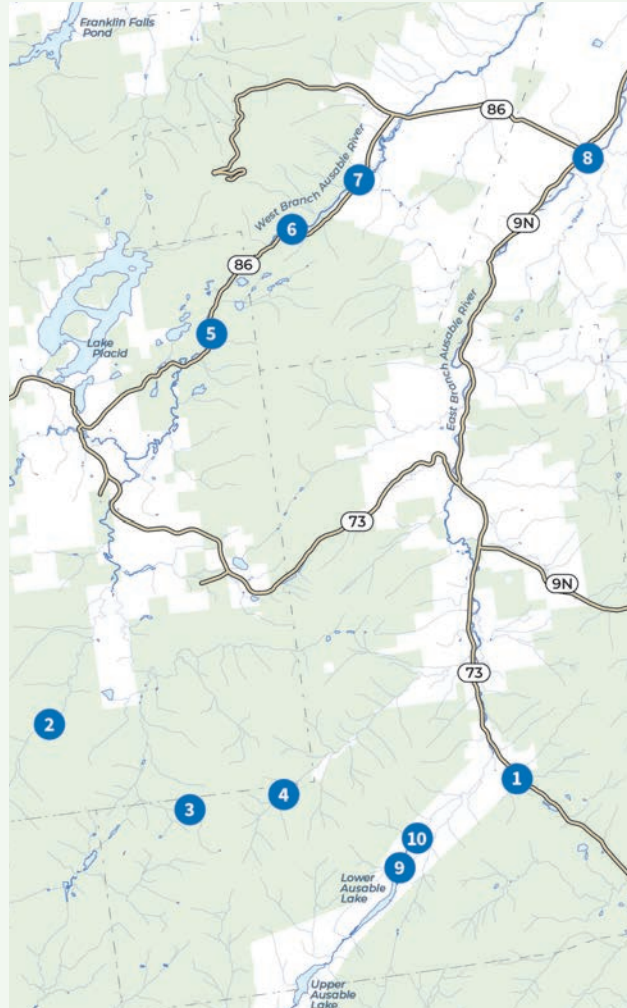 Franklin Falls
Pond
86
8
7
West Branch Ausable River
6
9N
86
5
Lake
Placid
East Branch Ausable River
73
9N
73
2
1
4
3
10
9
Lower
Ausable
Lake
Upper
Ausable
Lake